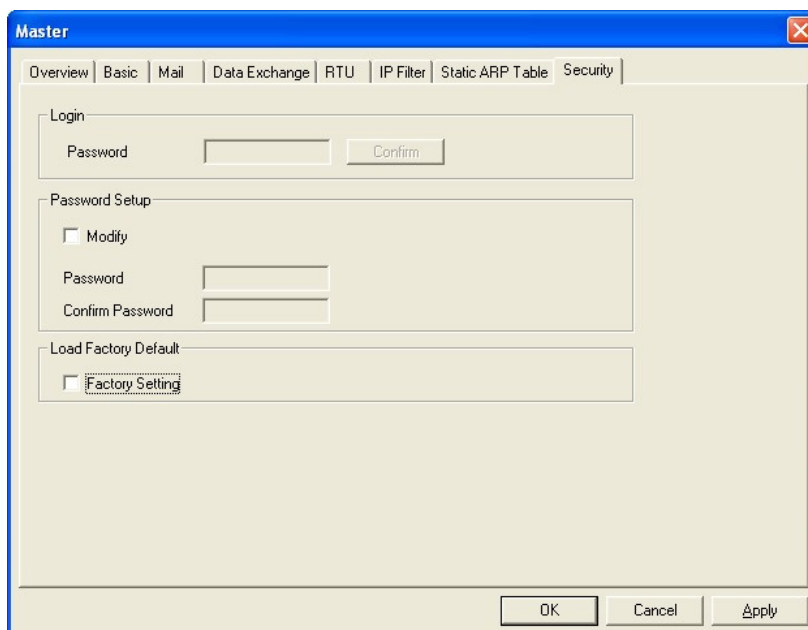 Master
Overview Basic Mail Data Exchange RTU IP Filter Static ARP Table Security
Login
Password Confirm
Password Setup
Modify
Password
Confirm Password
Load Factory Default
Factory Setting
OK Cancel Apply